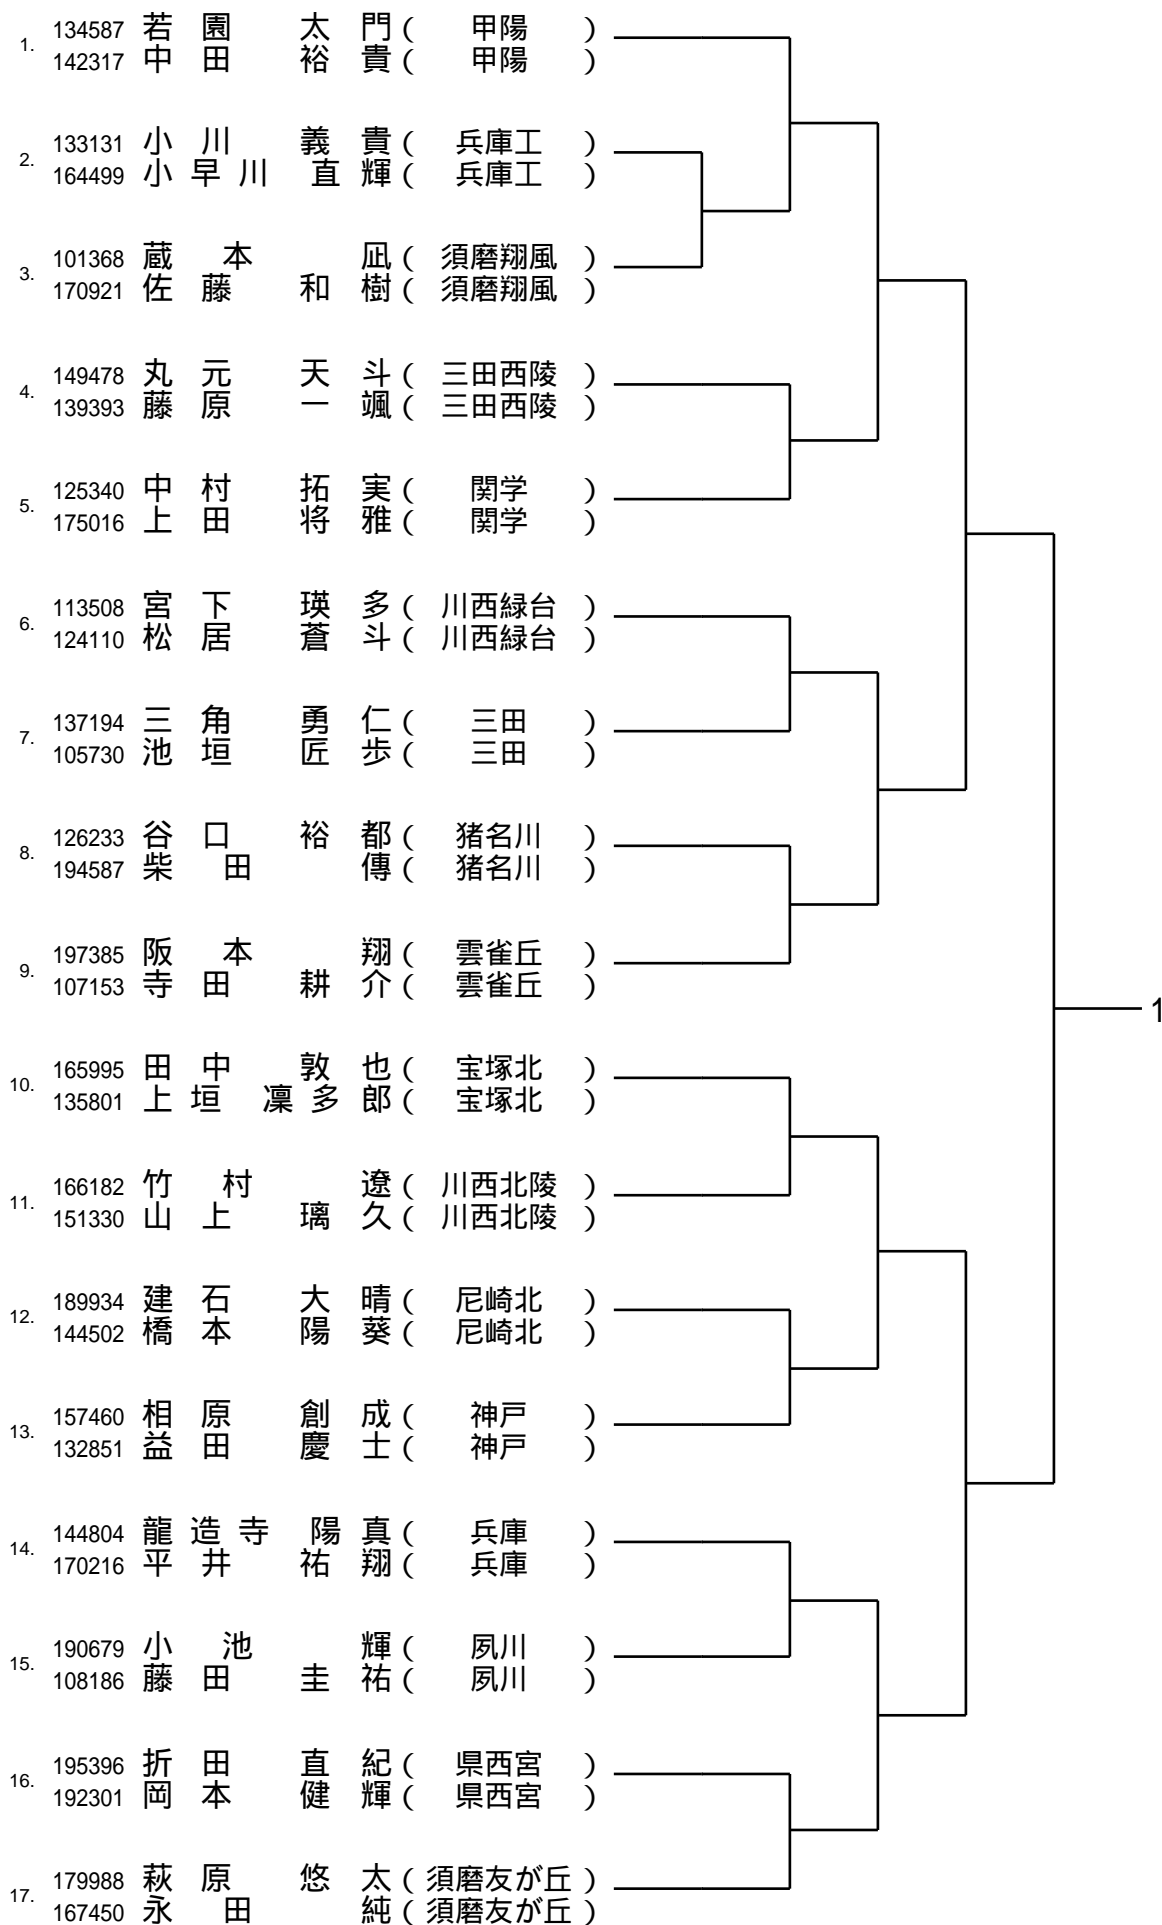 1. 134587 若園 太門 ( 甲陽 )
142317 中田 裕貴 ( 甲陽 )
2. 133131 小川 義貴 ( 兵庫工 )
164499 小早川 直輝 ( 兵庫工 )
3. 101368 蔵本 凪 ( 須磨翔風 )
170921 佐藤 和樹 ( 須磨翔風 )
4. 149478 丸元 天斗 ( 三田西陵 )
139393 藤原 一颯 ( 三田西陵 )
5. 125340 中村 拓実 ( 関学 )
175016 上田 将雅 ( 関学 )
6. 113508 宮下 瑛多 ( 川西緑台 )
124110 松居 蒼斗 ( 川西緑台 )
7. 137194 三角 勇仁 ( 三田 )
105730 池垣 匠歩 ( 三田 )
8. 126233 谷口 裕都 ( 猪名川 )
194587 柴田 傳 ( 猪名川 )
9. 197385 阪本 翔 ( 雲雀丘 )
107153 寺田 耕介 ( 雲雀丘 )
1
10. 165995 田中 敦也 ( 宝塚北 )
135801 上垣 凜多郎 ( 宝塚北 )
11. 166182 竹村 遼 ( 川西北陵 )
151330 山上 璃久 ( 川西北陵 )
12. 189934 建石 大晴 ( 尼崎北 )
144502 橋本 陽葵 ( 尼崎北 )
13. 157460 相原 創成 ( 神戸 )
132851 益田 慶士 ( 神戸 )
14. 144804 龍造寺 陽真 ( 兵庫 )
170216 平井 祐翔 ( 兵庫 )
15. 190679 小池 輝 ( 夙川 )
108186 藤田 圭祐 ( 夙川 )
16. 195396 折田 直紀 ( 県西宮 )
192301 岡本 健輝 ( 県西宮 )
17. 179988 萩原 悠太 ( 須磨友が丘 )
167450 永田 純 ( 須磨友が丘 )